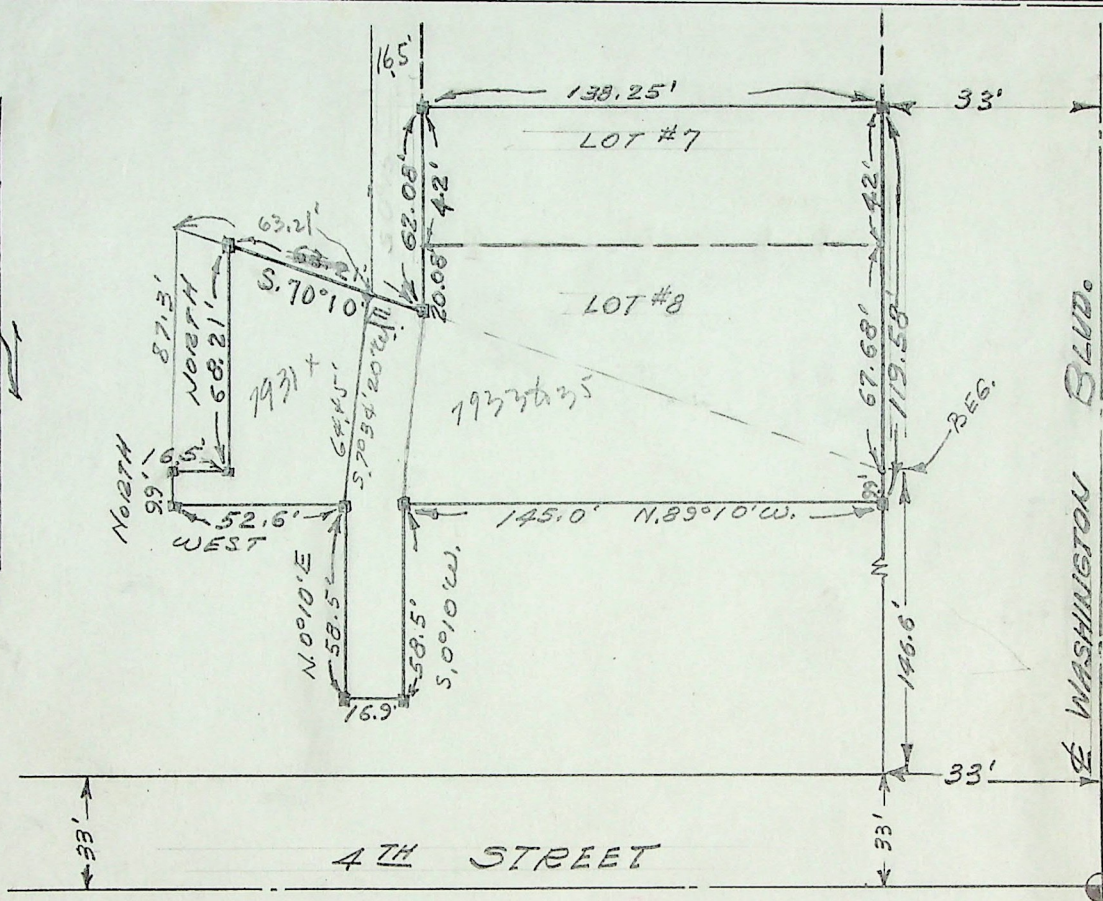 16.5'
138.25'
33'
LOT #7
62.08'
42'
42'
63.21'
S. 70°10'
20.08'
87.3'
NORTH
68.21'
LOT #8
1931 +
64.45'
S. 7°34'20"W
67.68'
119.58'
BEG.
6.5'
NORTH
9.9'
52.6'
WEST
145.0' N.89°10'W.
99'
N.0°10'E
58.5'
58.5'
S.0°10'W.
146.6'
16.9'
33'
33'
33'
4TH STREET
℄ WASHINGTON BLVD.